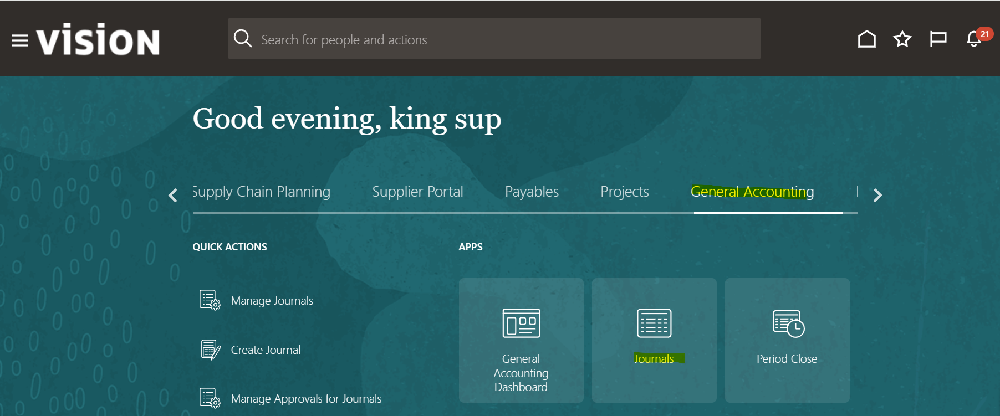 vision
Search for people and actions
21
Good evening, king sup
Supply Chain Planning
Supplier Portal
Payables
Projects
General Accounting
QUICK ACTIONS
Manage Journals
Create Journal
Manage Approvals for Journals
APPS
General
Accounting
Dashboard
Journals
Period Close